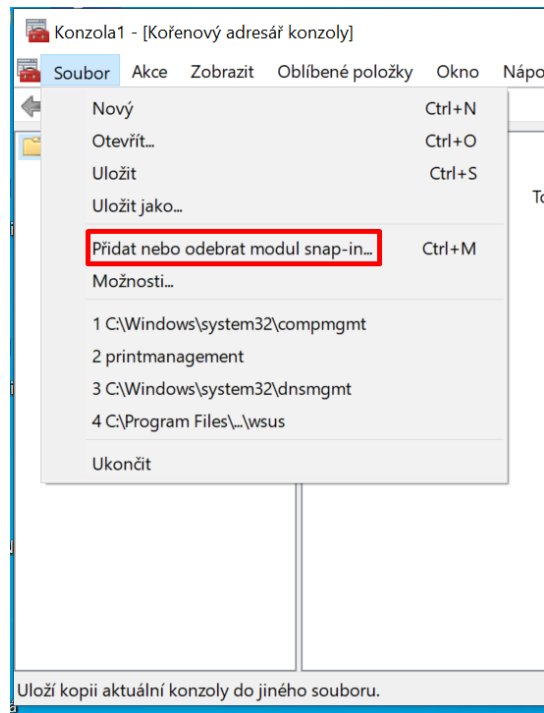 Konzola1 - [Kořenový adresář konzoly]
Soubor Akce Zobrazit Oblíbené položky Okno
Nový Ctrl+N
Otevřít... Ctrl+O
Uložit Ctrl+S
Uložit jako...
Přidat nebo odebrat modul snap-in... Ctrl+M
Možnosti...
1 C:\Windows\system32\compmgmt
2 printmanagement
3 C:\Windows\system32\dnsmgmt
4 C:\Program Files\...\wsus
Ukončit
Uloží kopii aktuální konzoly do jiného souboru.